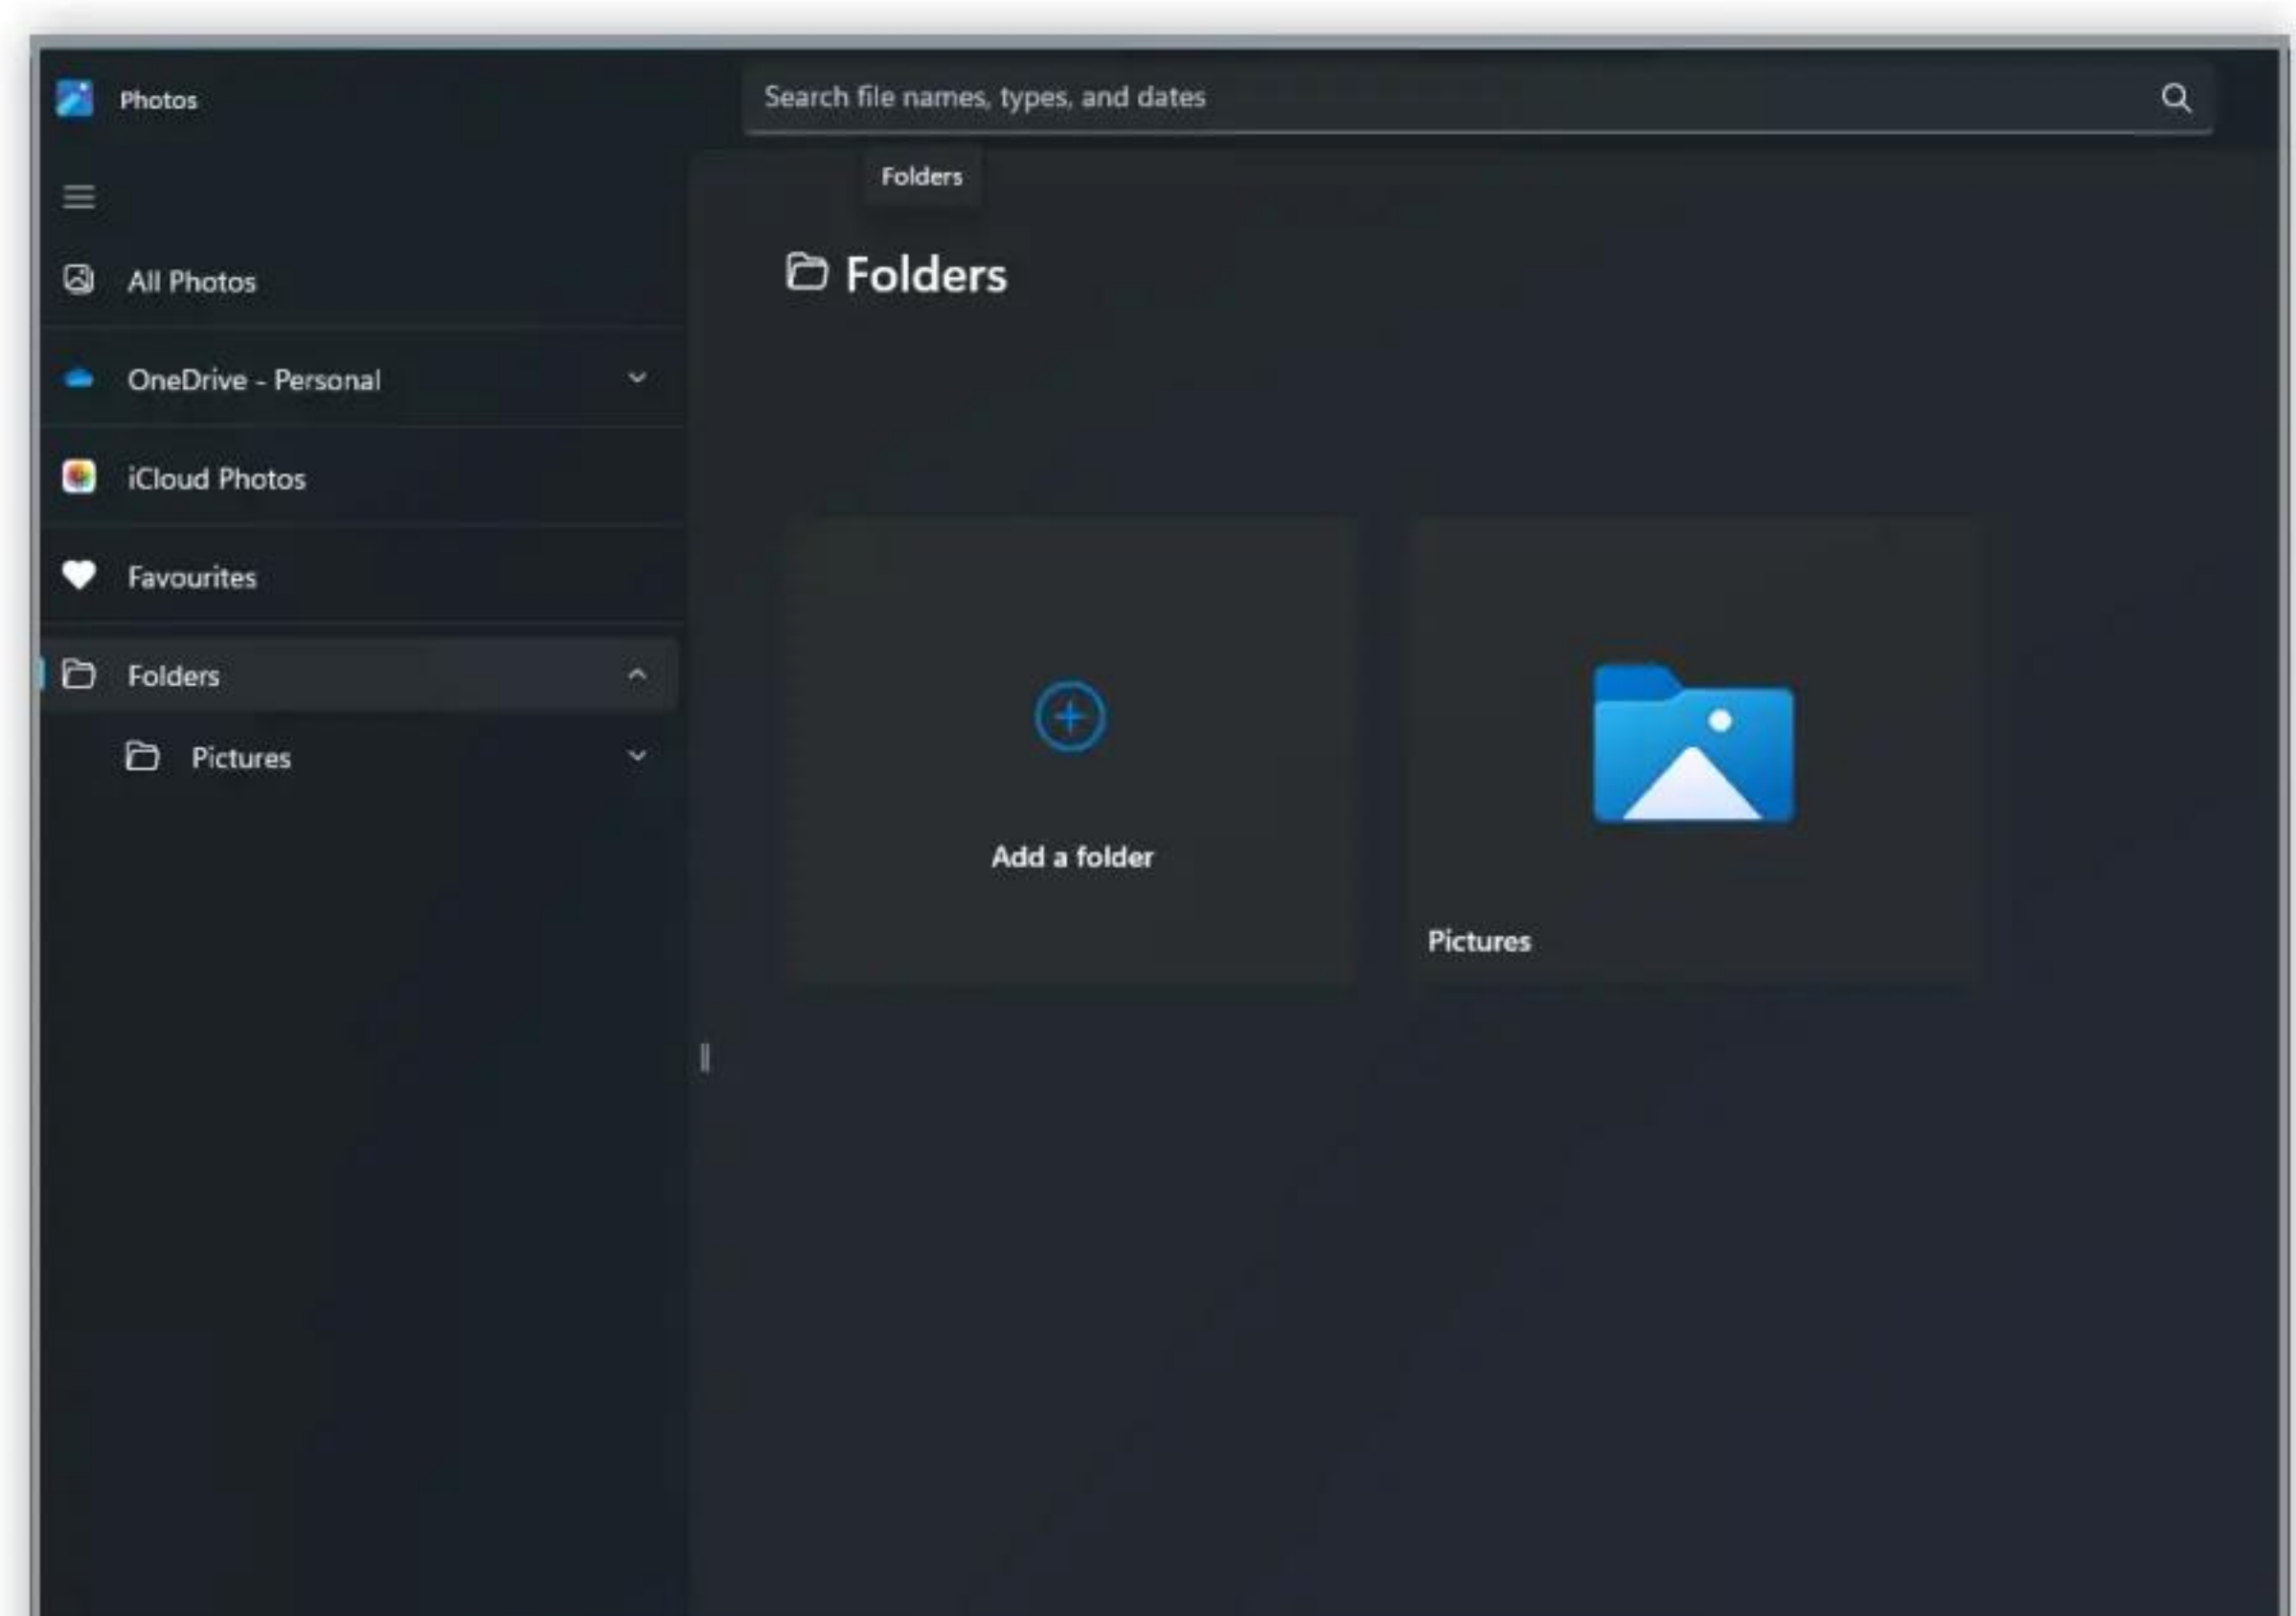 Photos
Search file names, types, and dates
Folders
Folders
All Photos
OneDrive - Personal
iCloud Photos
Favourites
Folders
Pictures
Add a folder
Pictures